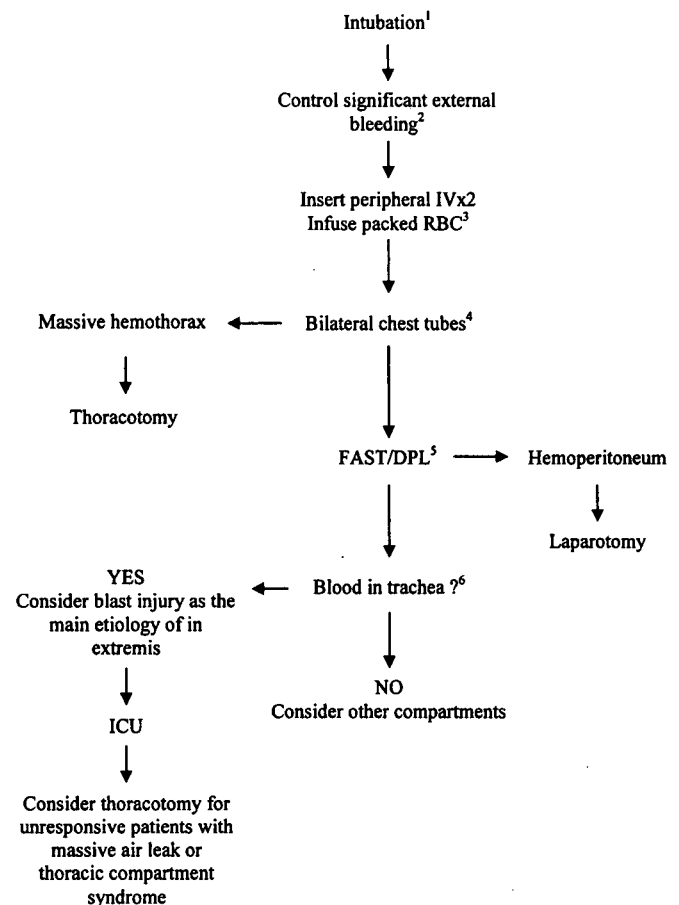 Intubation¹
Control significant external
bleeding²
Insert peripheral IVx2
Infuse packed RBC³
Massive hemothorax
Bilateral chest tubes⁴
Thoracotomy
FAST/DPL⁵
Hemoperitoneum
Laparotomy
Blood in trachea ?⁶
YES
Consider blast injury as the
main etiology of in
extremis
NO
Consider other compartments
ICU
Consider thoracotomy for
unresponsive patients with
massive air leak or
thoracic compartment
syndrome